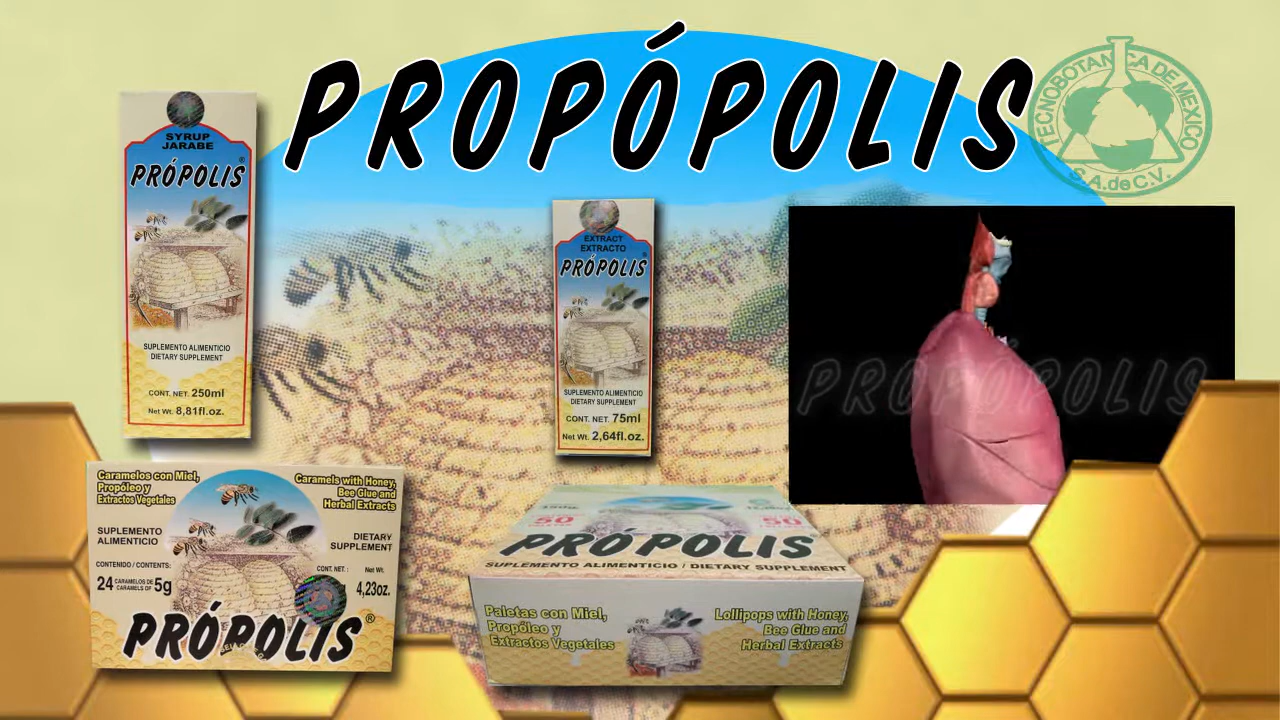 PROPÓPOLIS
TECNOBOTANICA DE MEXICO
S.A. de C.V.
SYRUP
JARABE
PRÓPOLIS®
SUPLEMENTO ALIMENTICIO
DIETARY SUPPLEMENT
CONT. NET. 250ml
Net Wt. 8,81fl.oz.
EXTRACT
EXTRACTO
PRÓPOLIS
SUPLEMENTO ALIMENTICIO
DIETARY SUPPLEMENT
CONT. NET. 75ml
Net Wt. 2,64fl.oz.
PROPÓPOLIS
Caramelos con Miel,
Propóleo y
Extractos Vegetales
Caramels with Honey,
Bee Glue and
Herbal Extracts
SUPLEMENTO
ALIMENTICIO
DIETARY
SUPPLEMENT
CONTENIDO / CONTENTS:
24 CARAMELOS DE
CARAMELS OF 5g
CONT. NET.: Net Wt.
4,23oz.
PRÓPOLIS®
50
50
PRÓPOLIS
SUPLEMENTO ALIMENTICIO / DIETARY SUPPLEMENT
Paletas con Miel,
Propóleo y
Extractos Vegetales
Lollipops with Honey,
Bee Glue and
Herbal Extracts